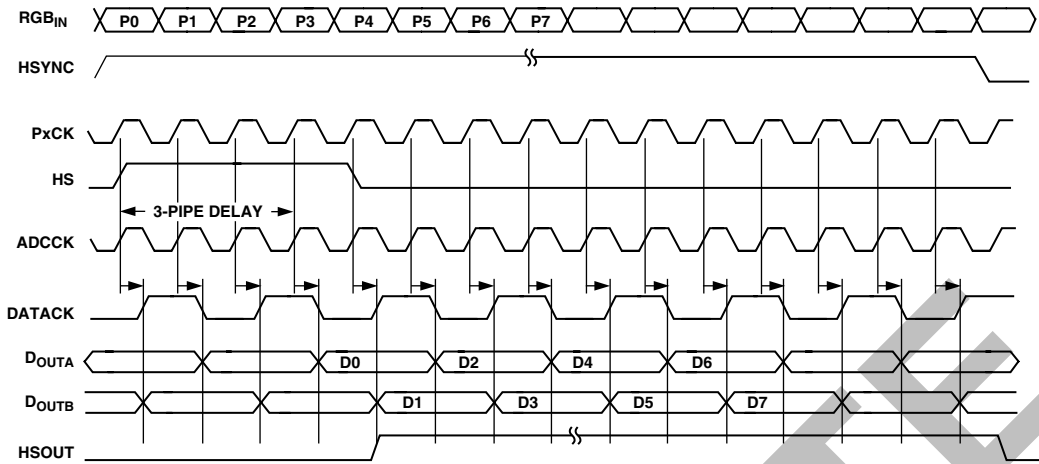 RGBIN P0 P1 P2 P3 P4 P5 P6 P7
HSYNC
PxCK
HS
3-PIPE DELAY
ADCCK
DATACK
DOUTA D0 D2 D4 D6
DOUTB D1 D3 D5 D7
HSOUT
TE